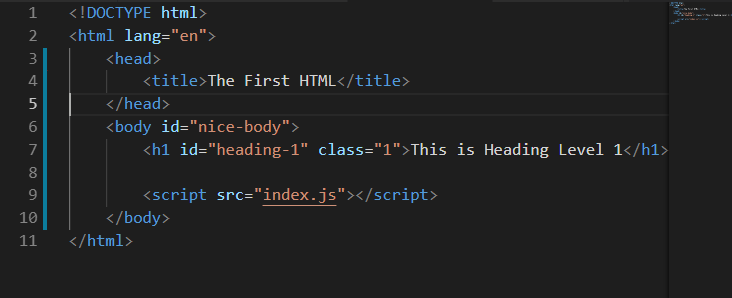 1 <!DOCTYPE html>
2 <html lang="en">
3     <head>
4         <title>The First HTML</title>
5     </head>
6     <body id="nice-body">
7         <h1 id="heading-1" class="1">This is Heading Level 1</h1>
8
9         <script src="index.js"></script>
10     </body>
11 </html>